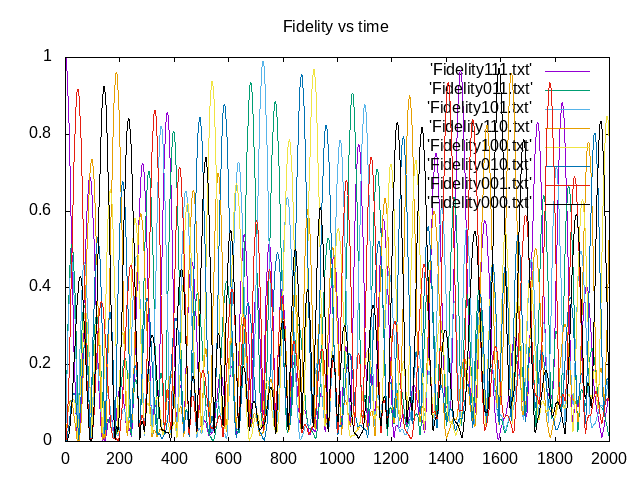 Fidelity vs time
1
0.8
0.6
0.4
0.2
0
'Fidelity111.txt'
'Fidelity011.txt'
'Fidelity101.txt'
'Fidelity110.txt'
'Fidelity100.txt'
'Fidelity010.txt'
'Fidelity001.txt'
'Fidelity000.txt'
0 200 400 600 800 1000 1200 1400 1600 1800 2000